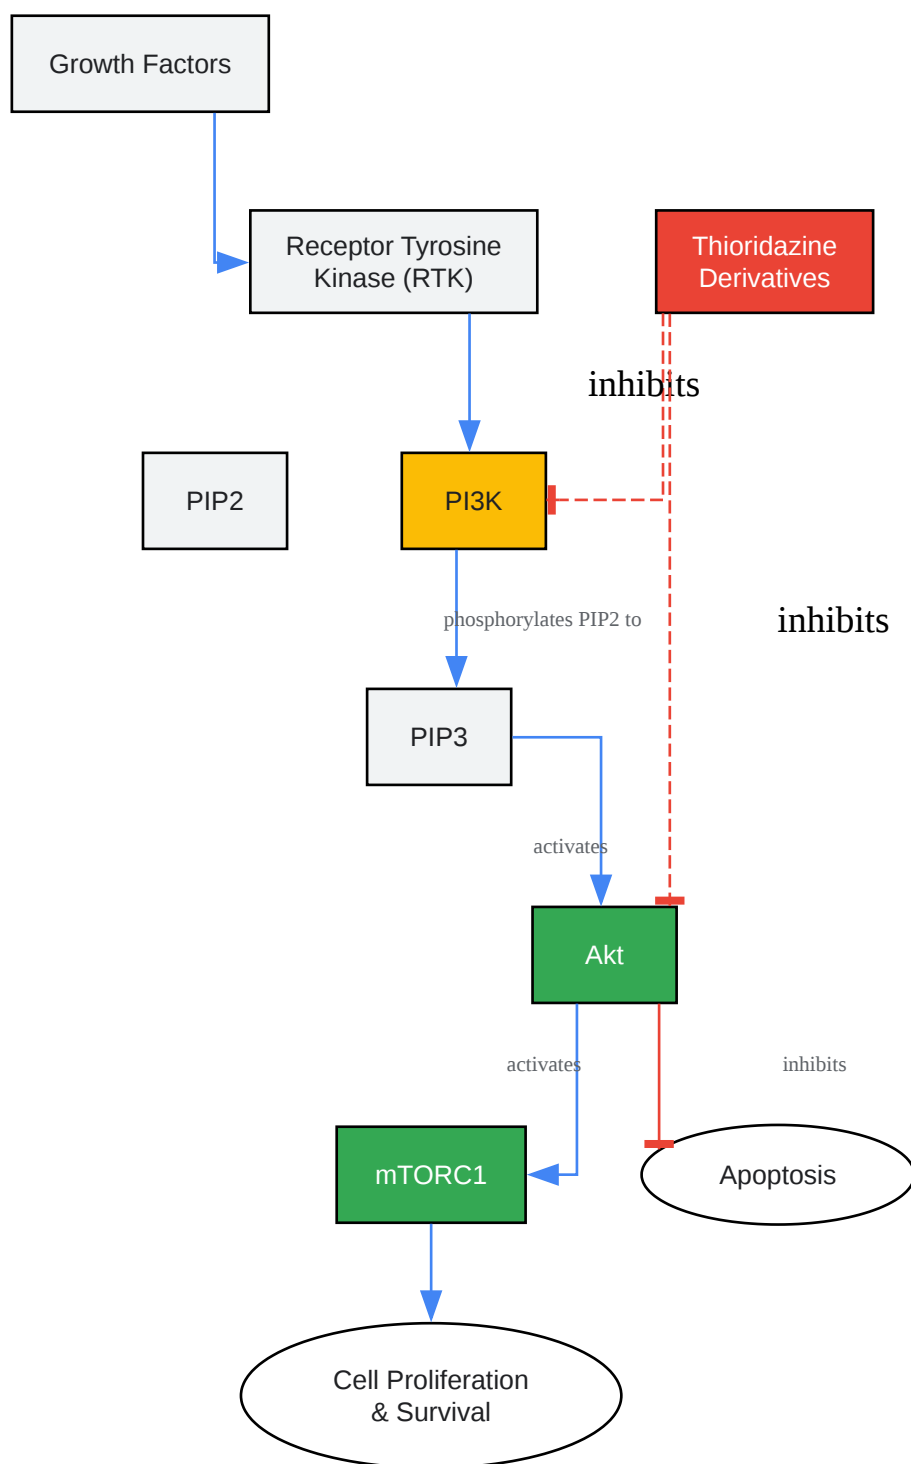 Growth Factors
Receptor Tyrosine
Kinase (RTK)
Thioridazine
Derivatives
inhibits
PIP2
PI3K
phosphorylates PIP2 to
inhibits
PIP3
activates
Akt
activates
inhibits
mTORC1
Apoptosis
Cell Proliferation
& Survival